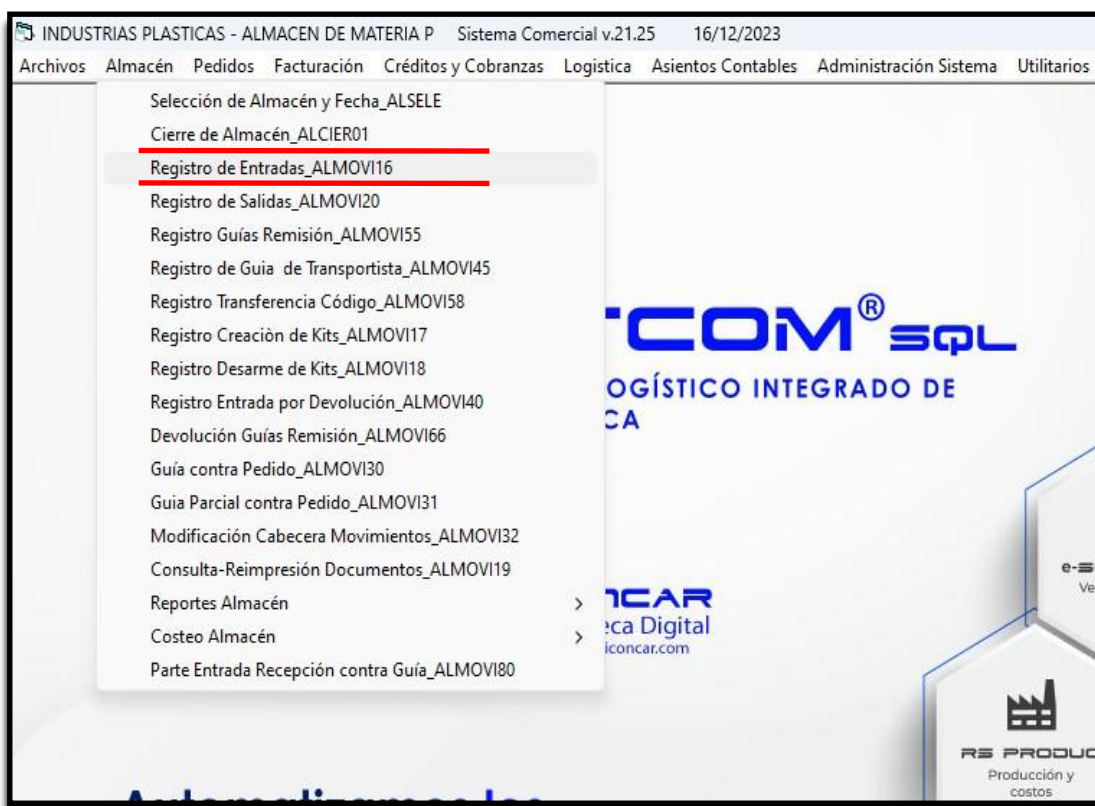 INDUSTRIAS PLASTICAS - ALMACEN DE MATERIA P Sistema Comercial v.21.25 16/12/2023
Archivos Almacén Pedidos Facturación Créditos y Cobranzas Logistica Asientos Contables Administración Sistema Utilitarios
Selección de Almacén y Fecha_ALSELE
Cierre de Almacén_ALCIER01
Registro de Entradas_ALMOVI16
Registro de Salidas_ALMOVI20
Registro Guías Remisión_ALMOVI55
Registro de Guia de Transportista_ALMOVI45
Registro Transferencia Código_ALMOVI58
Registro Creaciòn de Kits_ALMOVI17
Registro Desarme de Kits_ALMOVI18
Registro Entrada por Devolución_ALMOVI40
Devolución Guías Remisión_ALMOVI66
Guía contra Pedido_ALMOVI30
Guia Parcial contra Pedido_ALMOVI31
Modificación Cabecera Movimientos_ALMOVI32
Consulta-Reimpresión Documentos_ALMOVI19
Reportes Almacén
Costeo Almacén
Parte Entrada Recepción contra Guía_ALMOVI80
COM® SQL
OGÍSTICO INTEGRADO DE
CA
CAR
eca Digital
iconcar.com
e-S
Ve
RS PRODUC
Producción y
costos
Automatizamos los